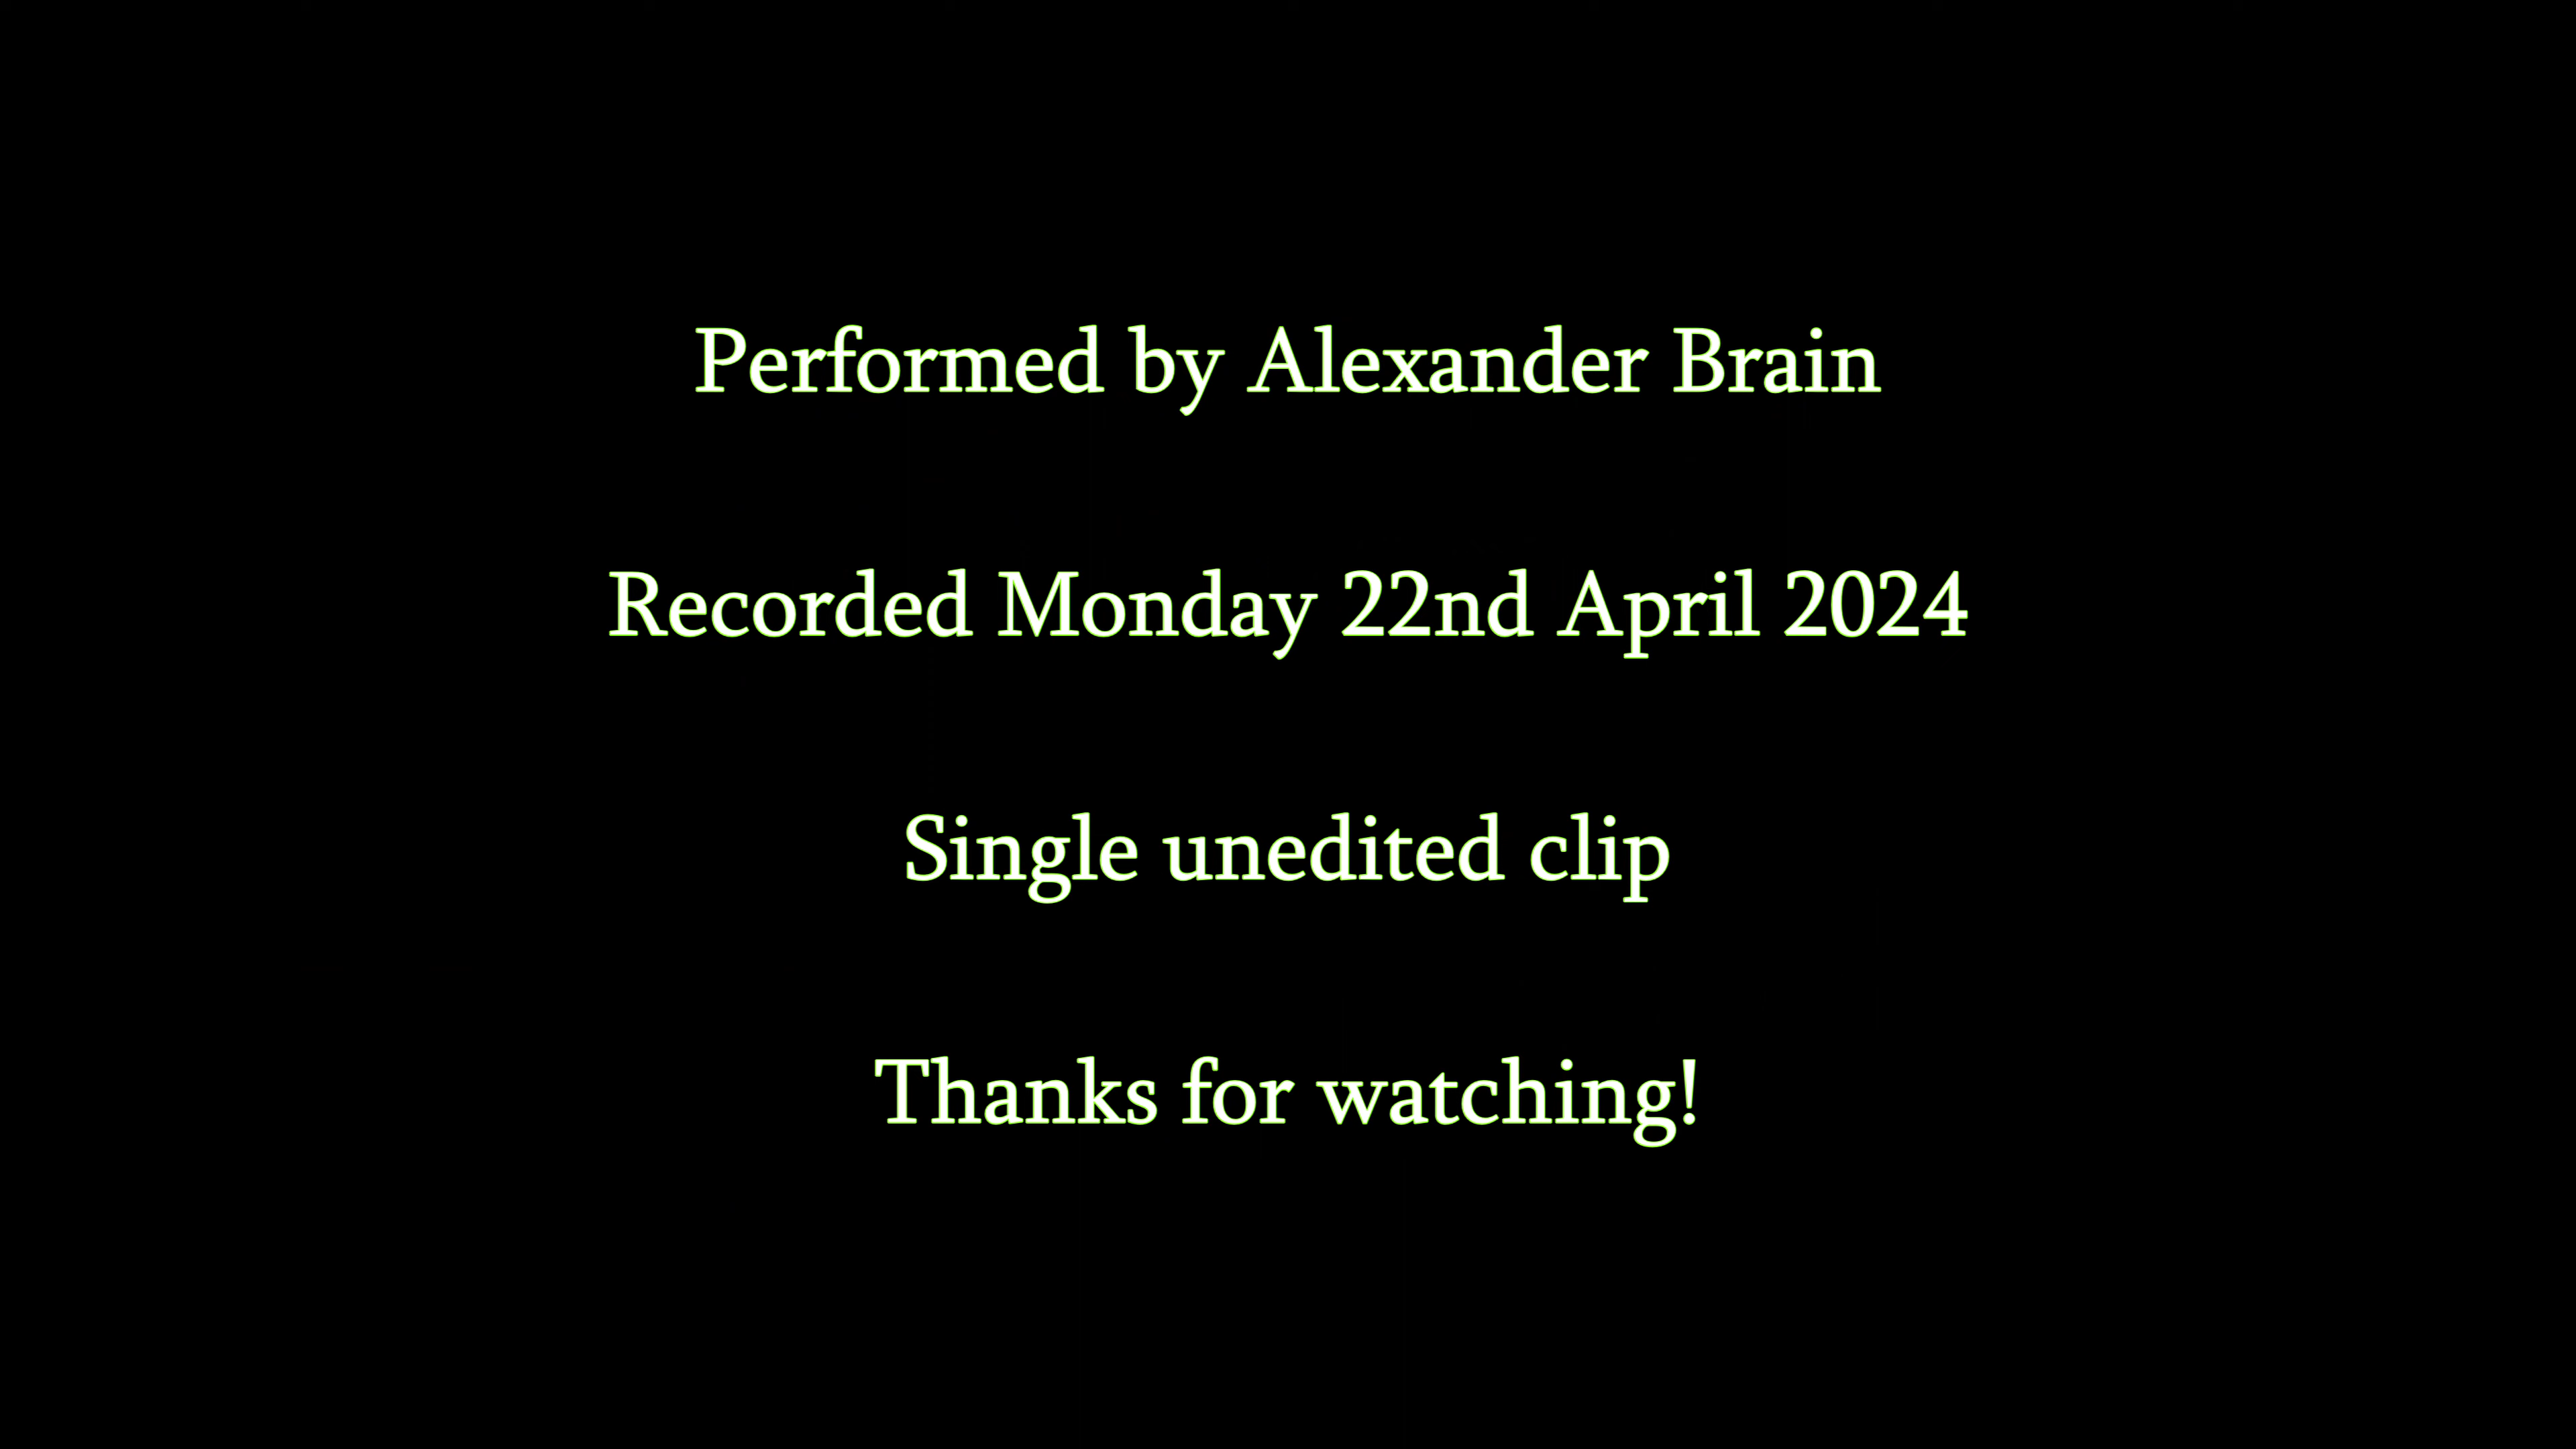 Performed by Alexander Brain
Recorded Monday 22nd April 2024
Single unedited clip
Thanks for watching!